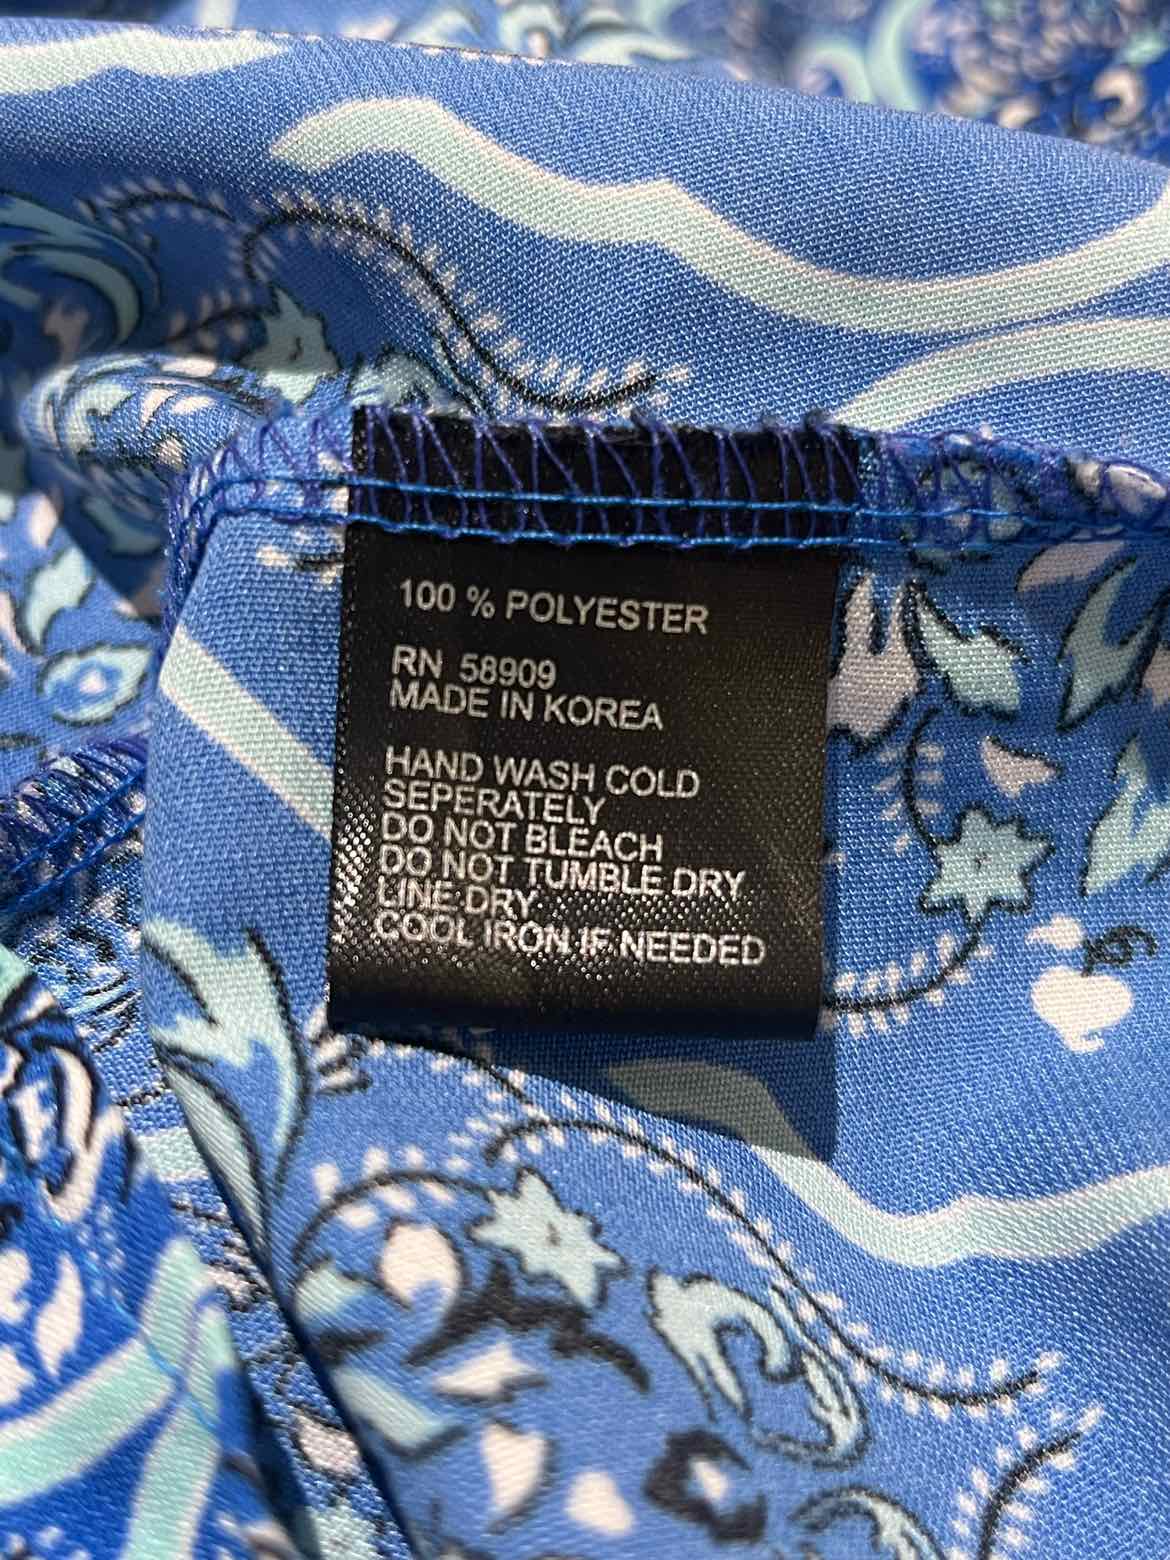 100 % POLYESTER
RN 58909
MADE IN KOREA
HAND WASH COLD
SEPERATELY
DO NOT BLEACH
DO NOT TUMBLE DRY
LINE DRY
COOL IRON IF NEEDED